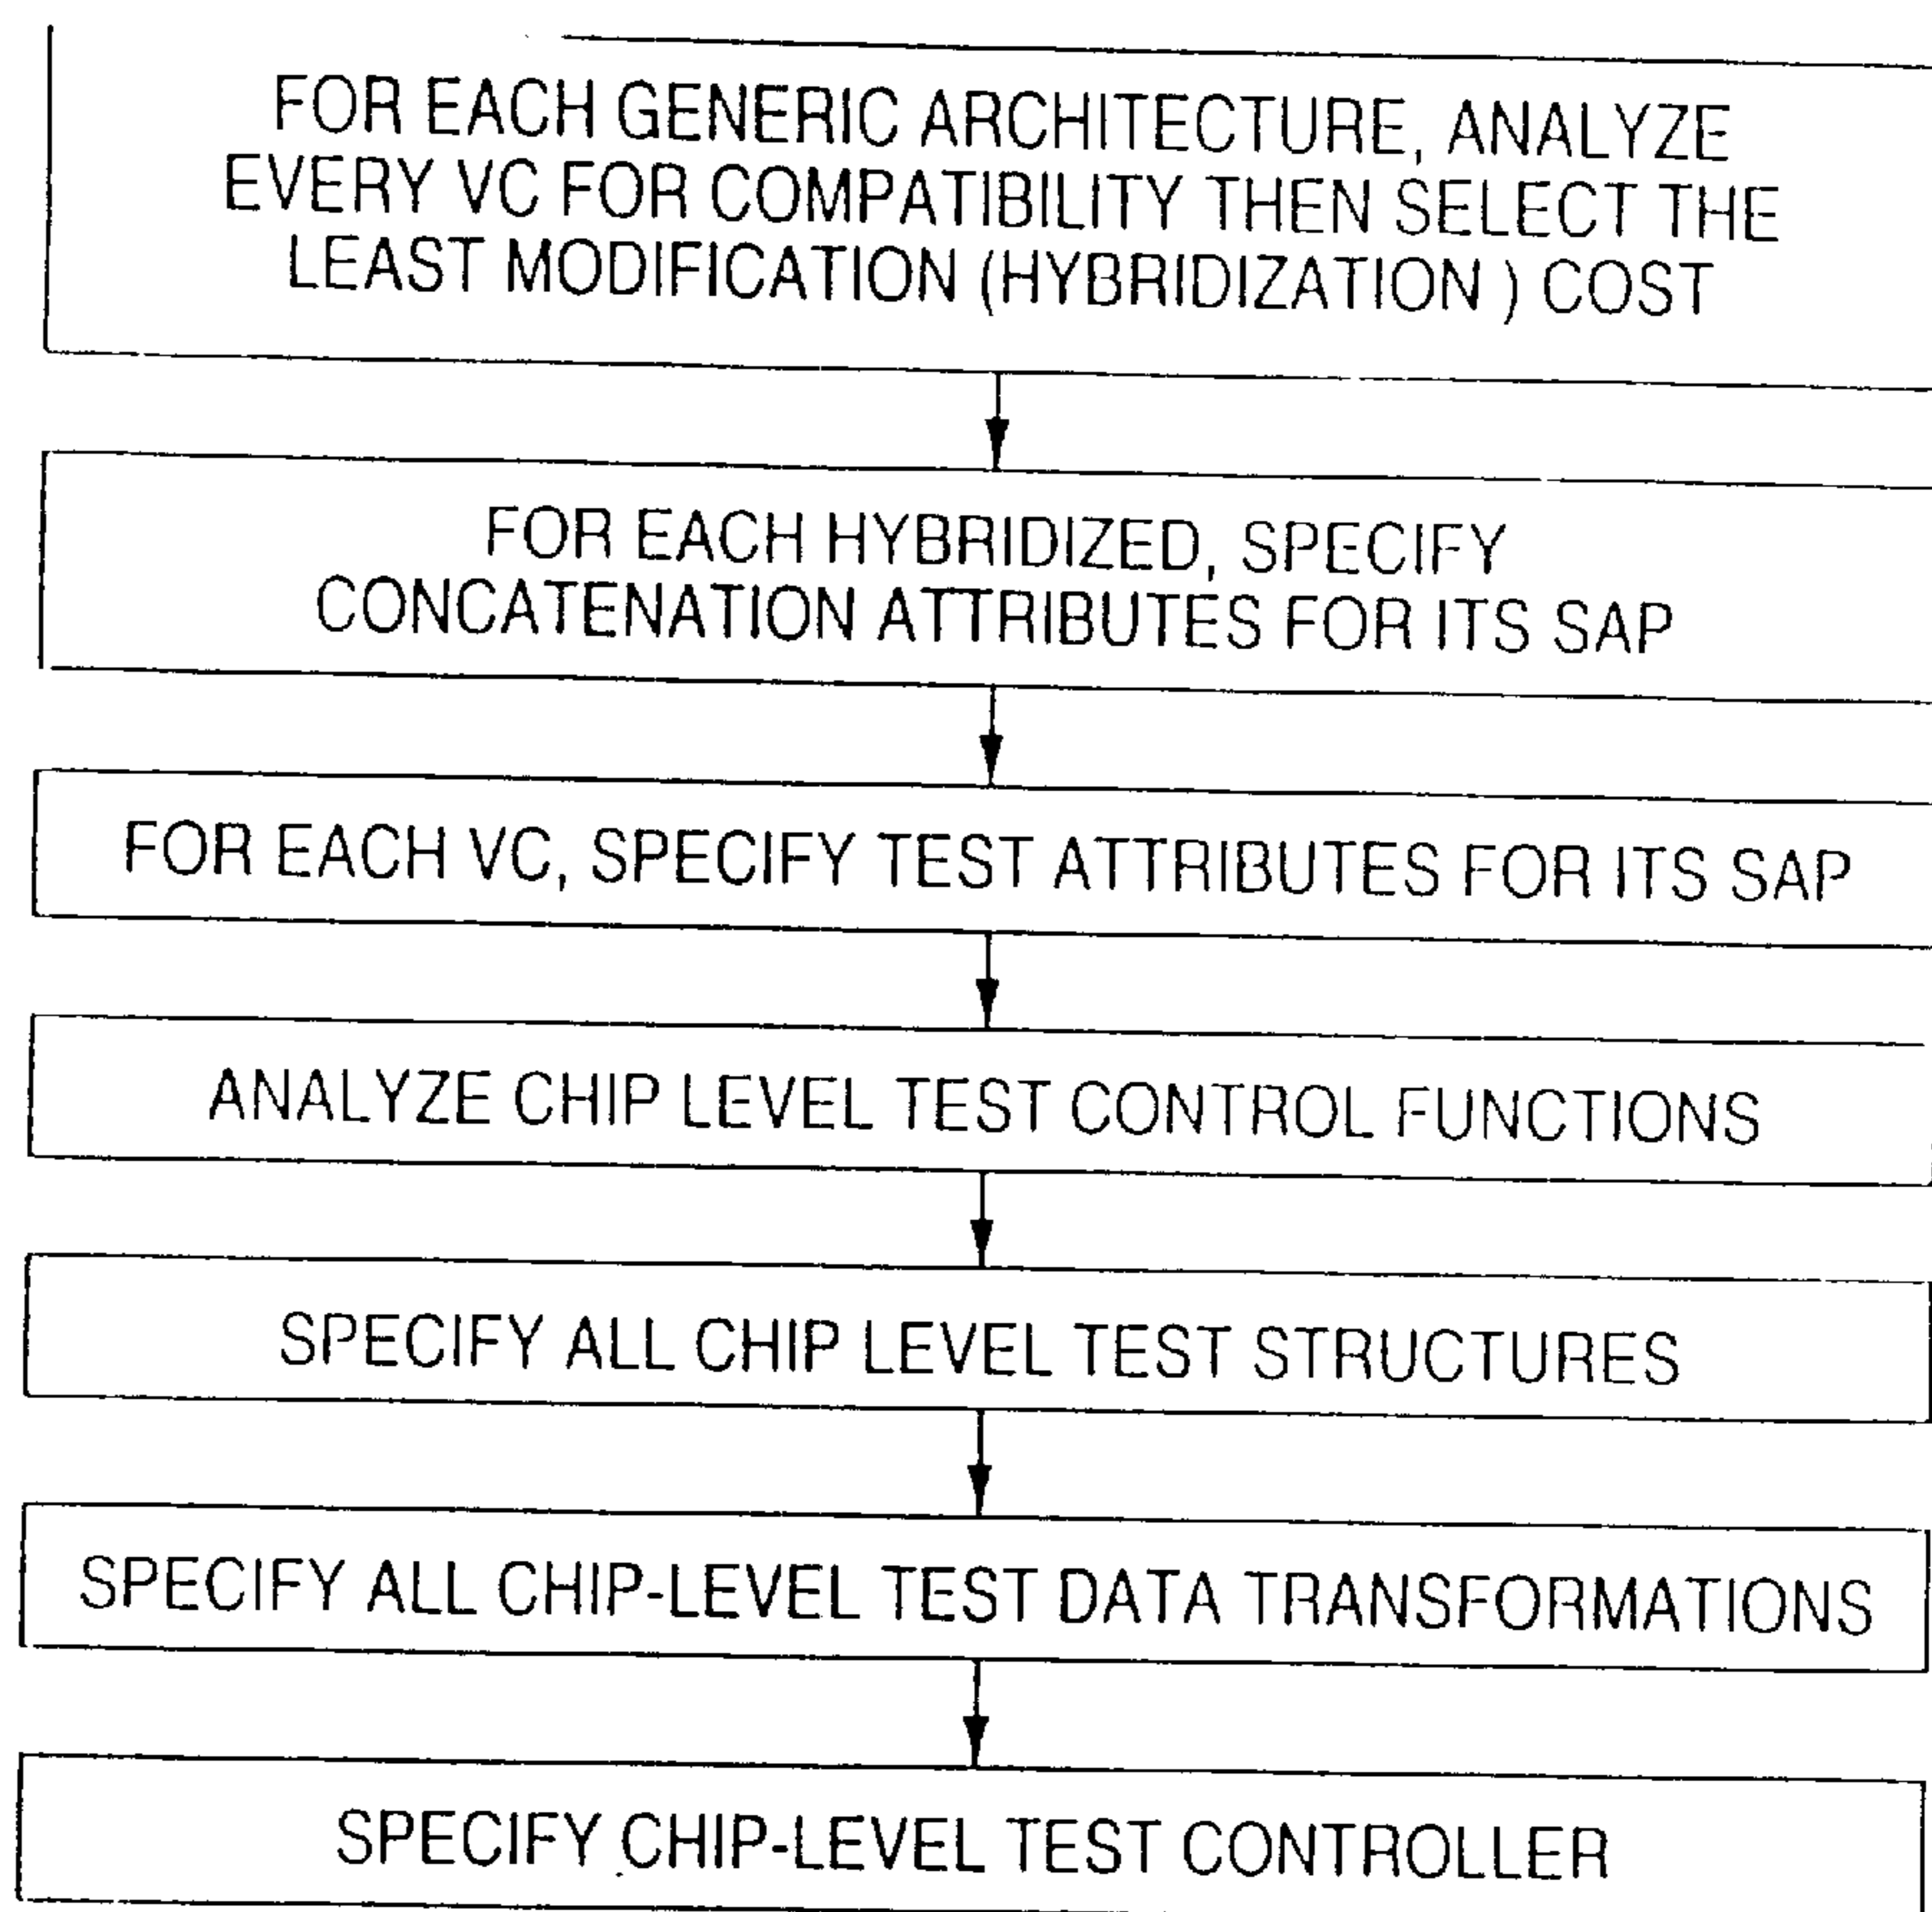 FOR EACH GENERIC ARCHITECTURE, ANALYZE
EVERY VC FOR COMPATIBILITY THEN SELECT THE
LEAST MODIFICATION (HYBRIDIZATION ) COST
FOR EACH HYBRIDIZED, SPECIFY
CONCATENATION ATTRIBUTES FOR ITS SAP
FOR EACH VC, SPECIFY TEST ATTRIBUTES FOR ITS SAP
ANALYZE CHIP LEVEL TEST CONTROL FUNCTIONS
SPECIFY ALL CHIP LEVEL TEST STRUCTURES
SPECIFY ALL CHIP-LEVEL TEST DATA TRANSFORMATIONS
SPECIFY CHIP-LEVEL TEST CONTROLLER